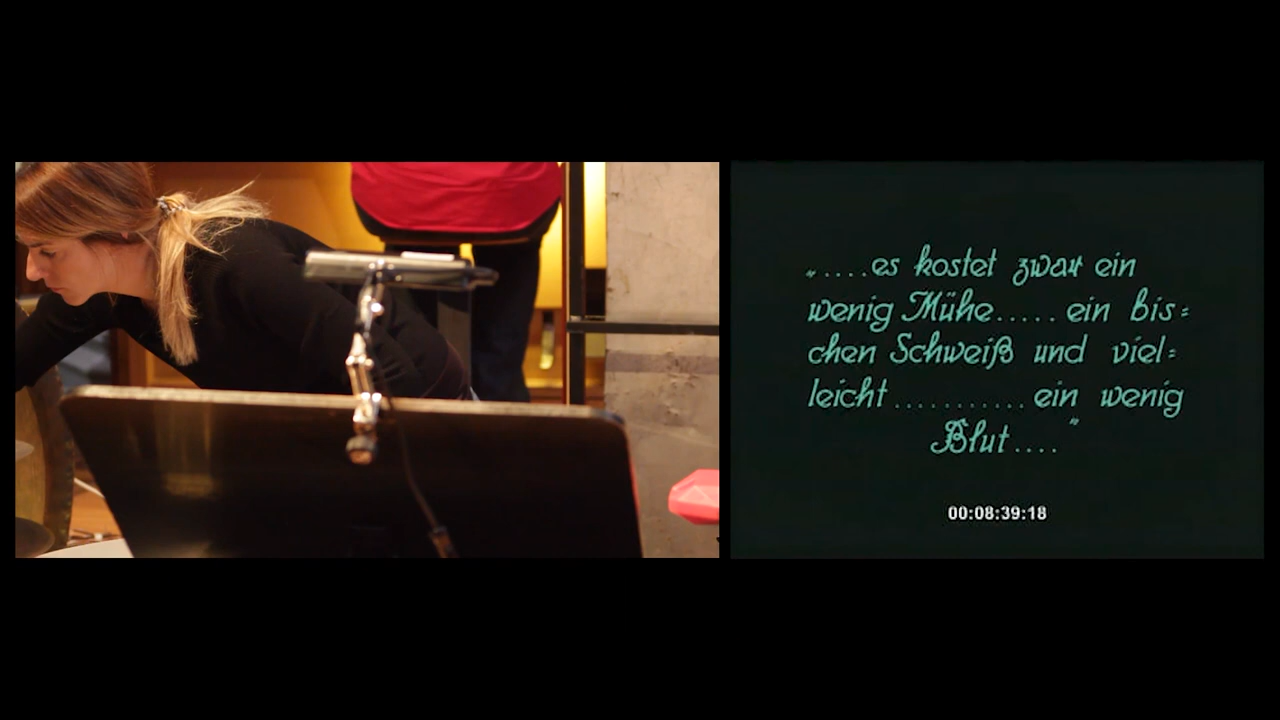 „....es kostet zwar ein
wenig Mühe..... ein bis=
chen Schweiß und viel=
leicht ............ ein wenig
Blut...."
00:08:39:18